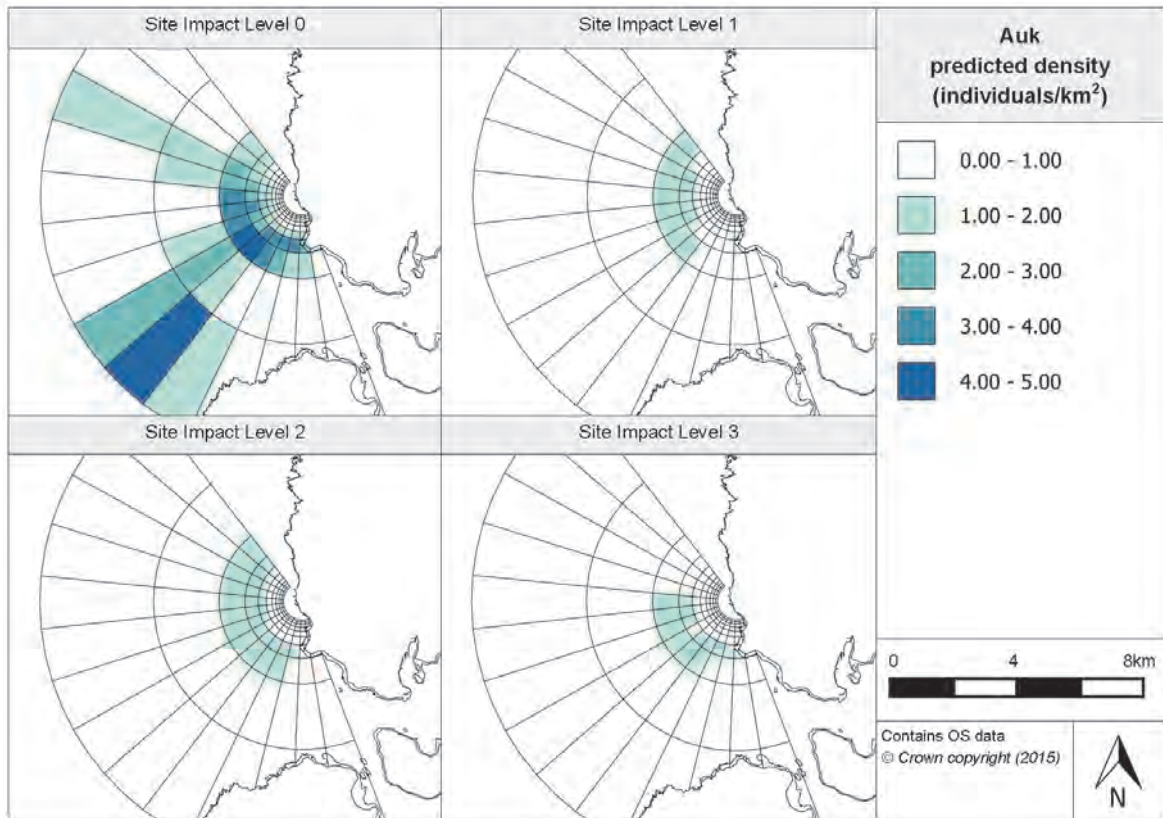 Site Impact Level 0
Site Impact Level 1
Site Impact Level 2
Site Impact Level 3
Auk
predicted density
(individuals/km²)
0.00 - 1.00
1.00 - 2.00
2.00 - 3.00
3.00 - 4.00
4.00 - 5.00
0 4 8km
Contains OS data
© Crown copyright (2015)
N